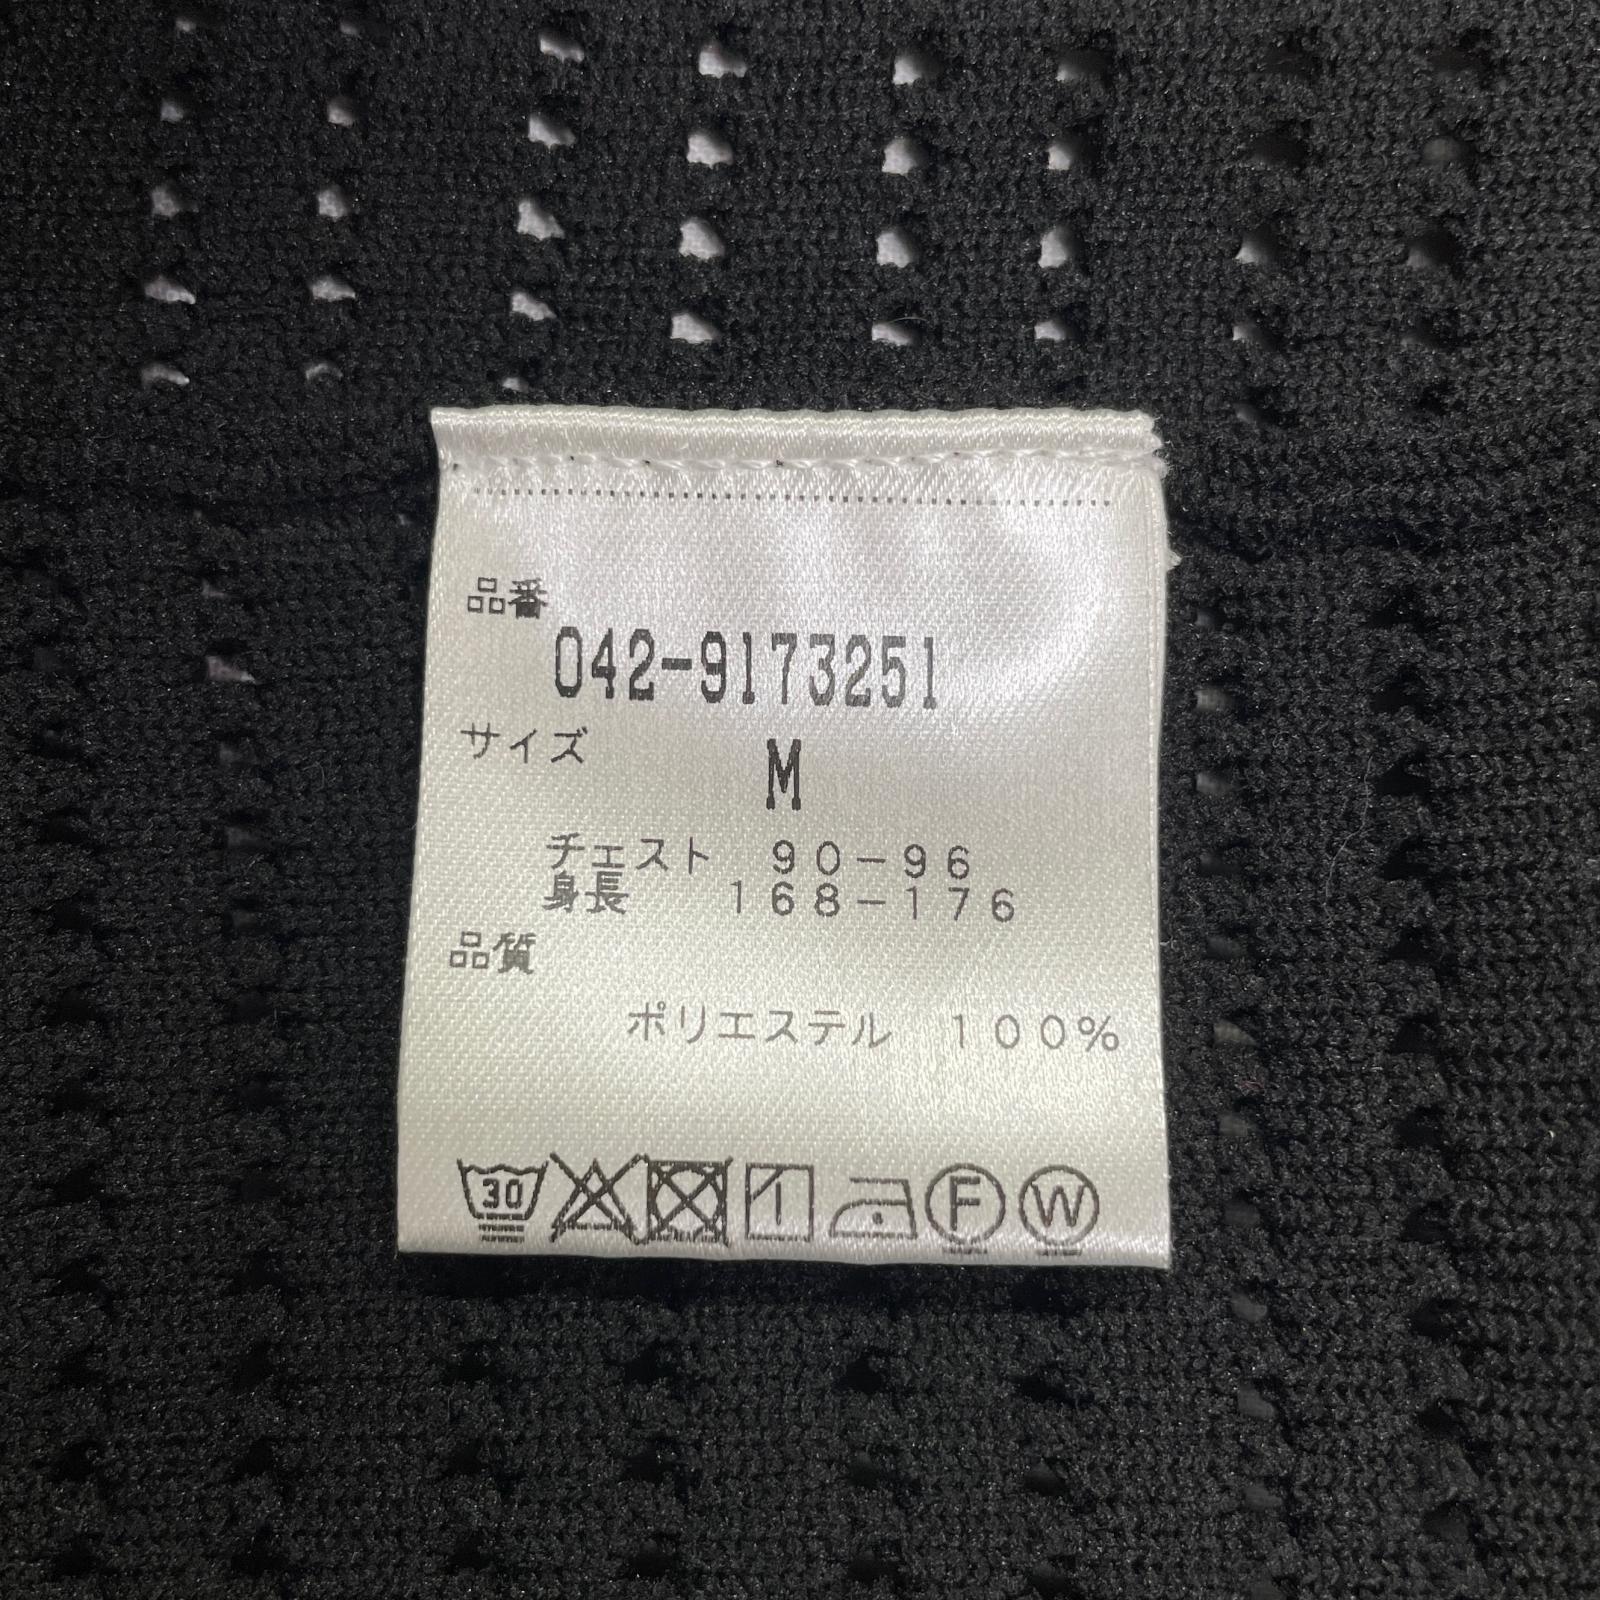 品番
042-9173251
サイズ
M
チェスト 90-96
身長 168-176
品質
ポリエステル 100%
30
F
W